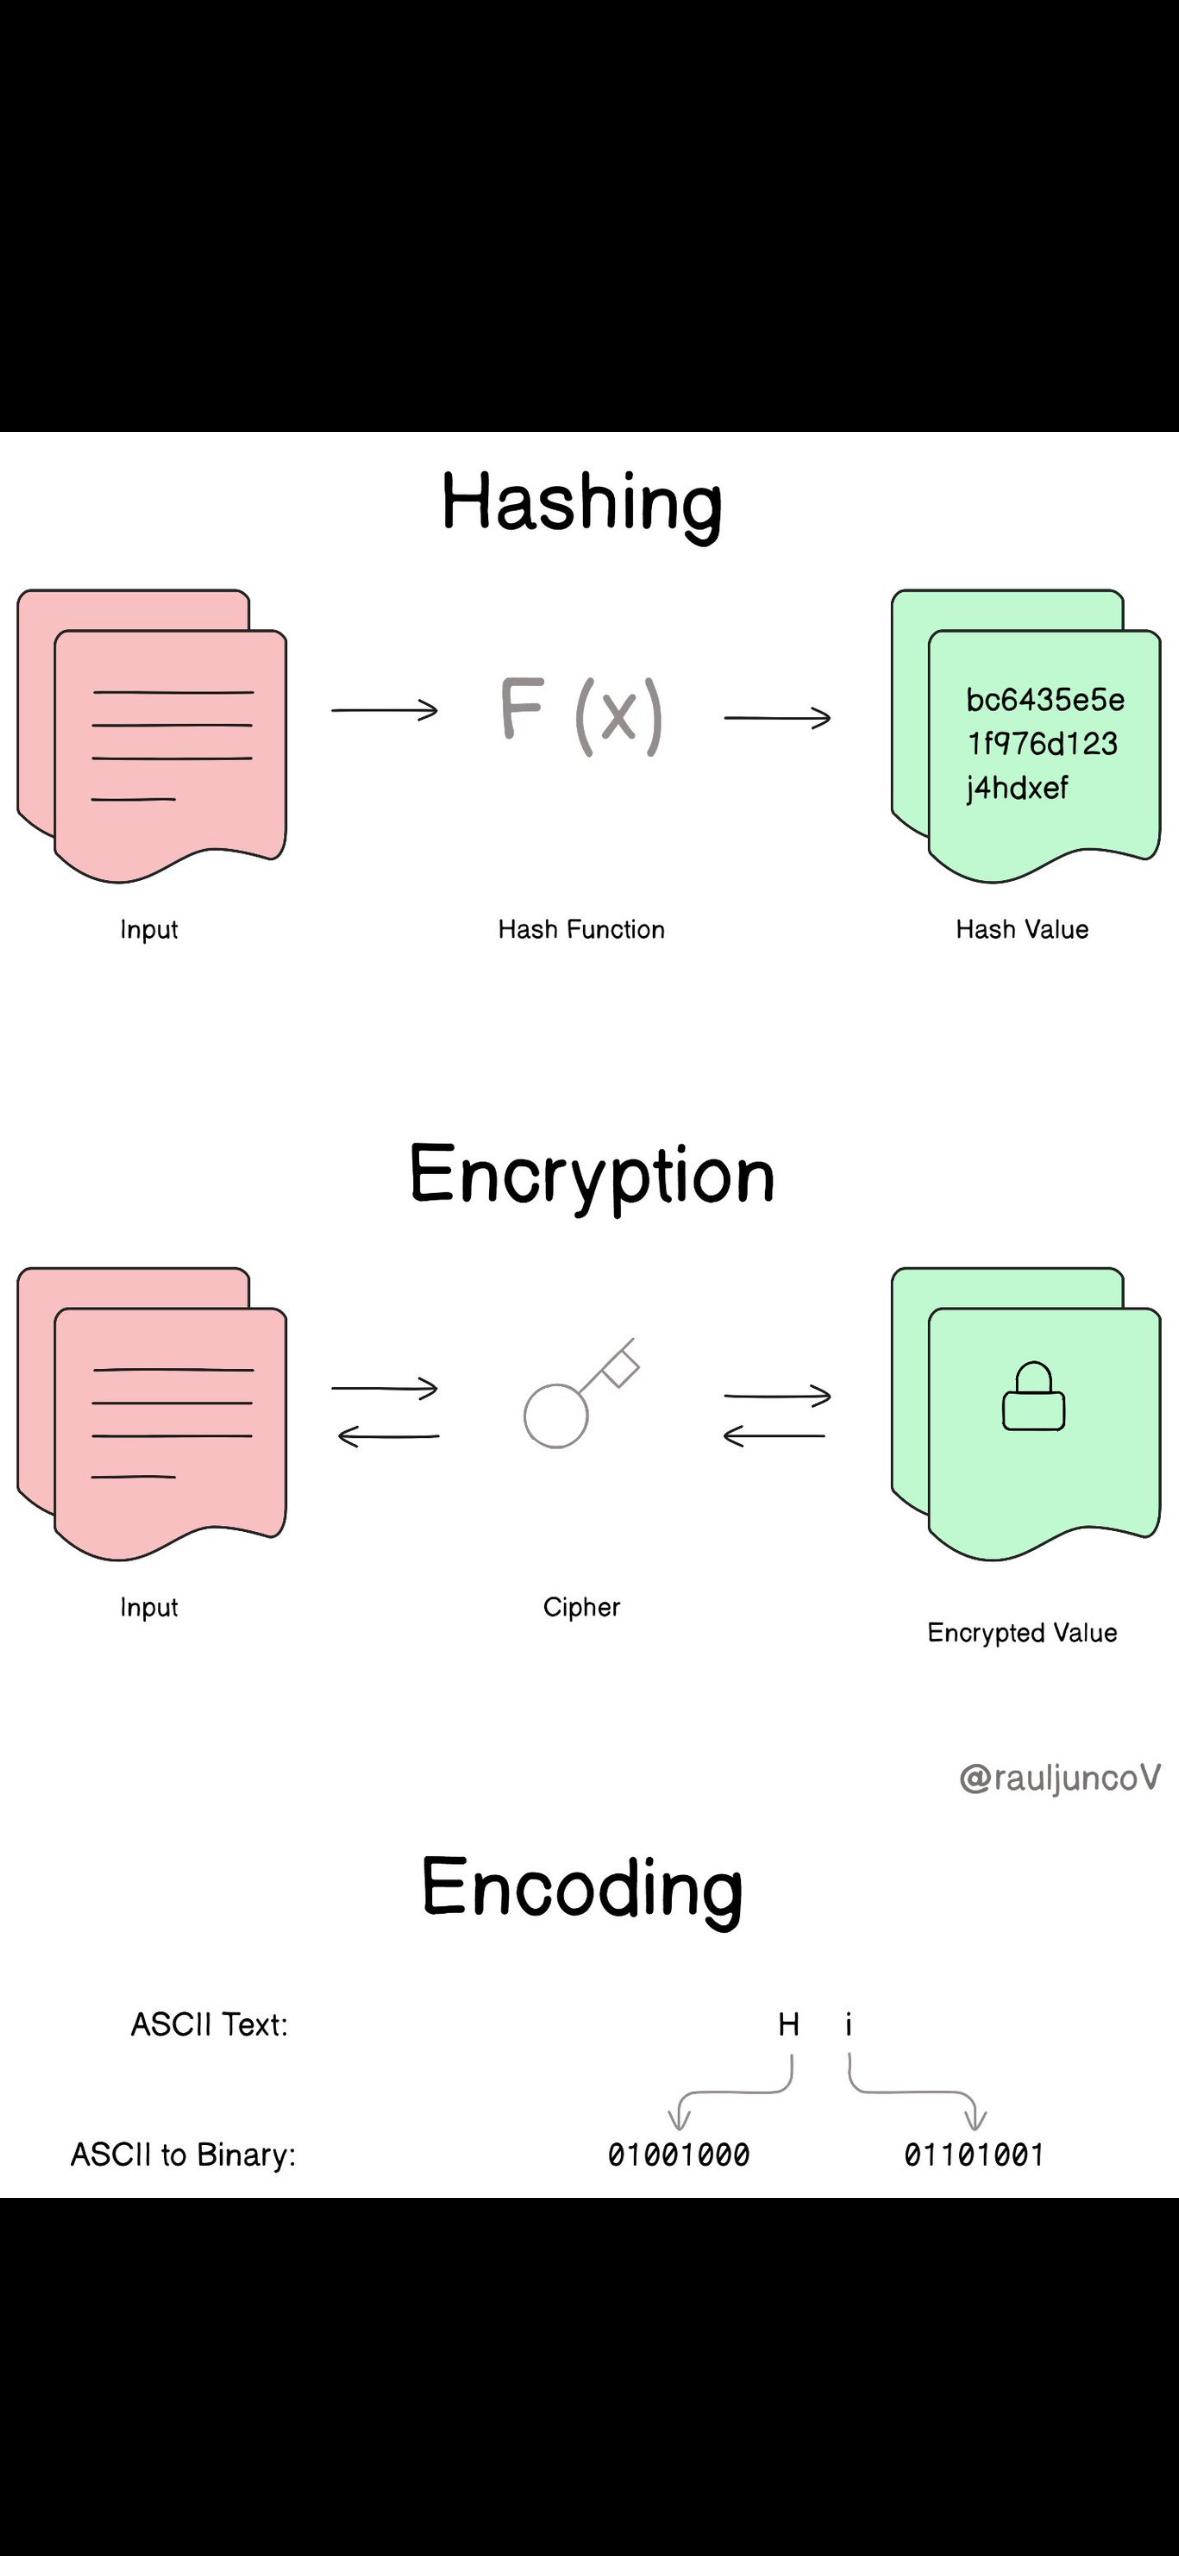 Hashing
F (x)
bc6435e5e
1f976d123
j4hdxef
Input
Hash Function
Hash Value
Encryption
Input
Cipher
Encrypted Value
@rauljuncoV
Encoding
ASCII Text:
H i
ASCII to Binary:
01001000 01101001